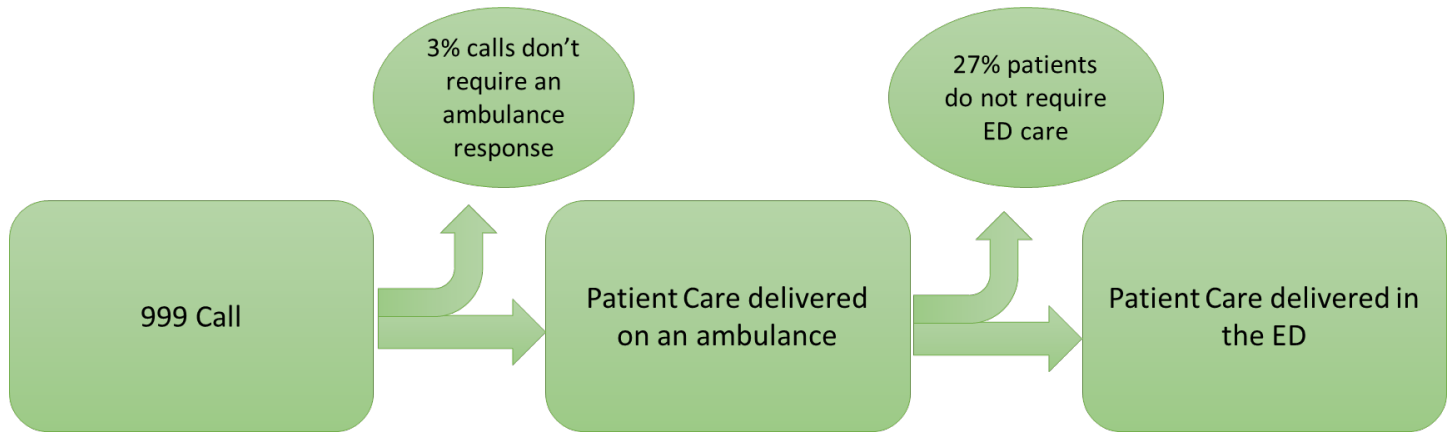 3% calls don’t
require an
ambulance
response
27% patients
do not require
ED care
999 Call
Patient Care delivered
on an ambulance
Patient Care delivered in
the ED